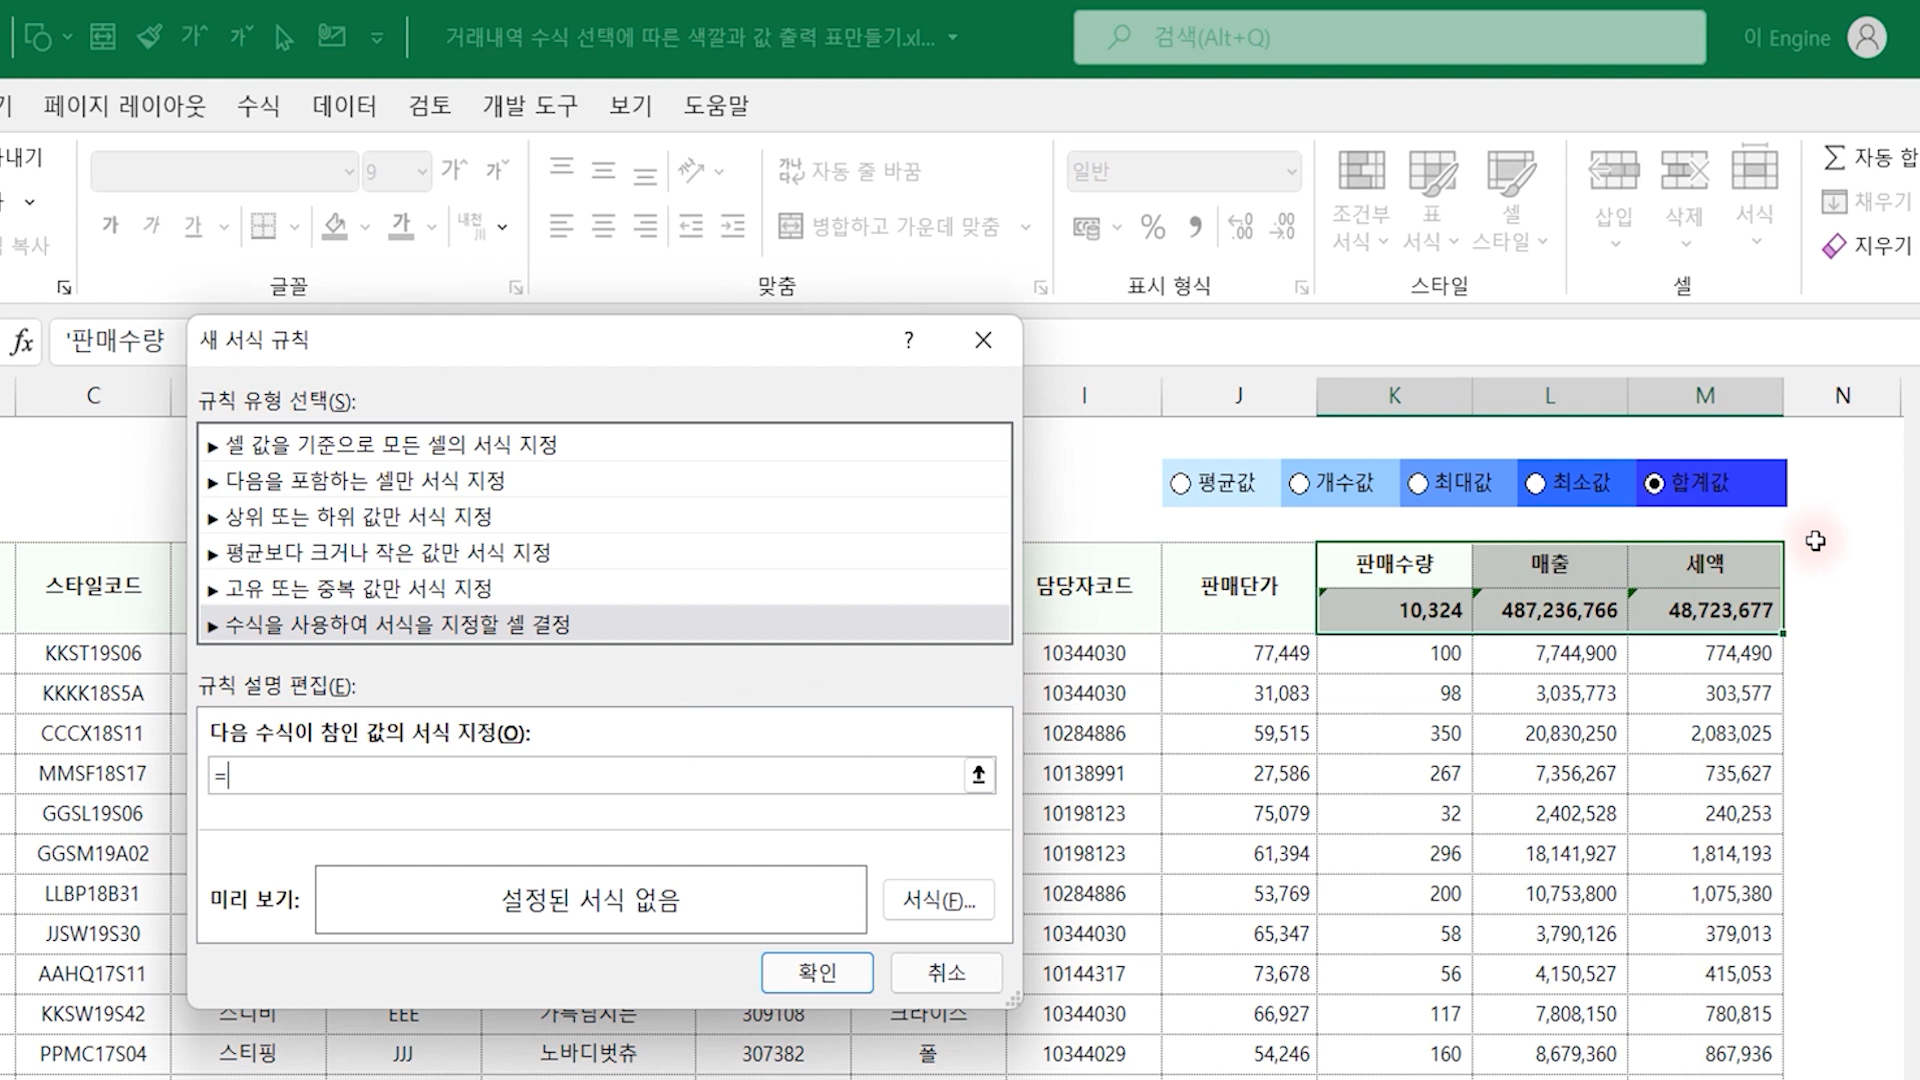 가^ 가ˇ 거래내역 수식 선택에 따른 색깔과 값 출력 표만들기.xl... 검색(Alt+Q) 이 Engine
기 페이지 레이아웃 수식 데이터 검토 개발 도구 보기 도움말
내기 9 가^ 가ˇ 자동 줄 바꿈 일반 자동 합
복사 가 가 가 가 내천 병합하고 가운데 맞춤 % 조건부 서식 표 서식 셀 스타일 삽입 삭제 서식 채우기
지우기
글꼴 맞춤 표시 형식 스타일 셀
fx '판매수량
새 서식 규칙 ? ×
규칙 유형 선택(S):
▶ 셀 값을 기준으로 모든 셀의 서식 지정
▶ 다음을 포함하는 셀만 서식 지정
▶ 상위 또는 하위 값만 서식 지정
▶ 평균보다 크거나 작은 값만 서식 지정
▶ 고유 또는 중복 값만 서식 지정
▶ 수식을 사용하여 서식을 지정할 셀 결정
규칙 설명 편집(E):
다음 수식이 참인 값의 서식 지정(O):
=
미리 보기: 설정된 서식 없음 서식(F)...
확인 취소
C I J K L M N
평균값 개수값 최대값 최소값 합계값
스타일코드 담당자코드 판매단가 판매수량 매출 세액
10,324 487,236,766 48,723,677
KKST19S06 10344030 77,449 100 7,744,900 774,490
KKKK18S5A 10344030 31,083 98 3,035,773 303,577
CCCX18S11 10284886 59,515 350 20,830,250 2,083,025
MMSF18S17 10138991 27,586 267 7,356,267 735,627
GGSL19S06 10198123 75,079 32 2,402,528 240,253
GGSM19A02 10198123 61,394 296 18,141,927 1,814,193
LLBP18B31 10284886 53,769 200 10,753,800 1,075,380
JJSW19S30 10344030 65,347 58 3,790,126 379,013
AAHQ17S11 10144317 73,678 56 4,150,527 415,053
KKSW19S42 EEE 309108 크라이스 10344030 66,927 117 7,808,150 780,815
PPMC17S04 스티핑 JJJ 노바디벗츄 307382 폴 10344029 54,246 160 8,679,360 867,936